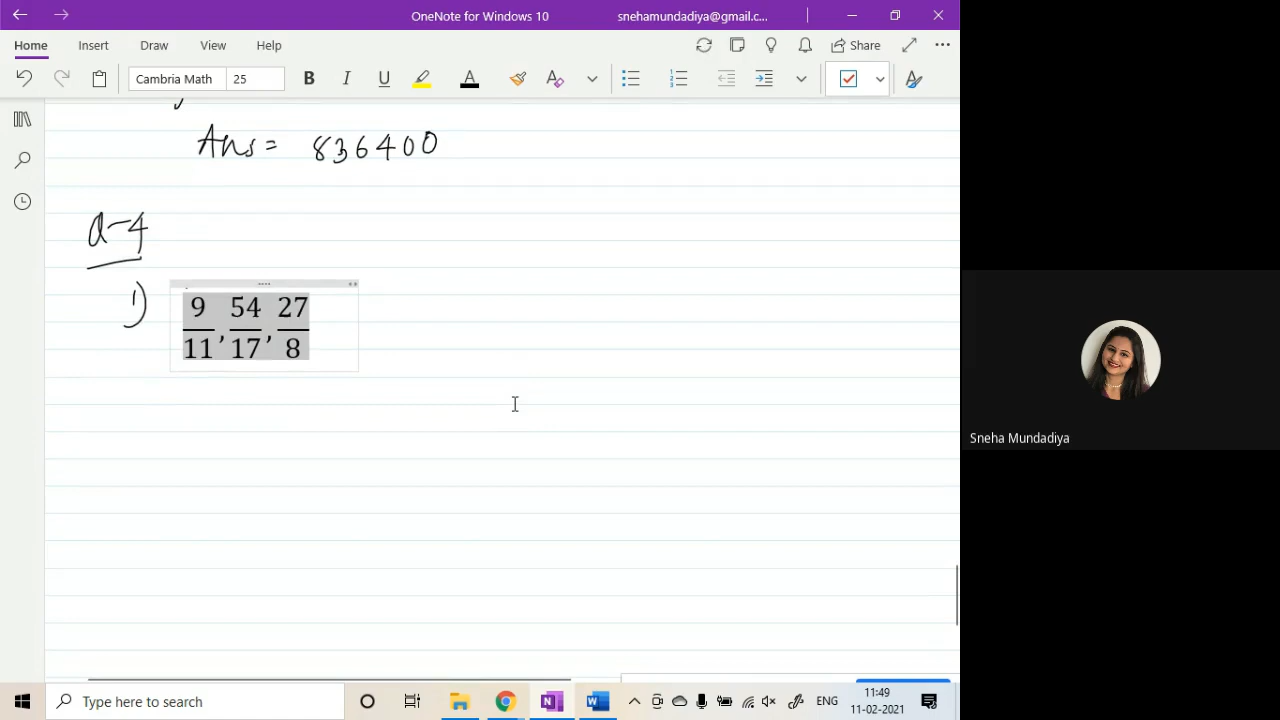 OneNote for Windows 10
snehamundadiya@gmail.c...
Home Insert Draw View Help Share
Cambria Math 25 B I U A
Ans = 836400
Q-4
1) 9/11, 54/17, 27/8
Sneha Mundadiya
Type here to search
ENG
11:49
11-02-2021